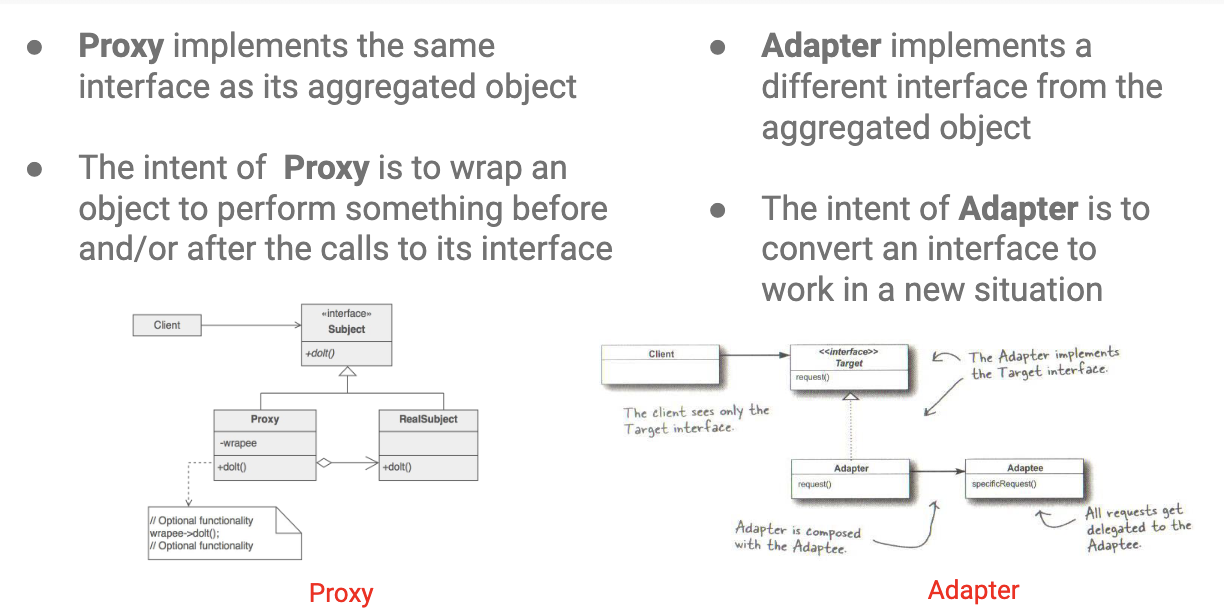 ● Proxy implements the same
interface as its aggregated object
● The intent of Proxy is to wrap an
object to perform something before
and/or after the calls to its interface
Client
«interface»
Subject
+doIt()
Proxy
-wrapee
+doIt()
RealSubject
+doIt()
// Optional functionality
wrapee->doIt();
// Optional functionality
Proxy
● Adapter implements a
different interface from the
aggregated object
● The intent of Adapter is to
convert an interface to
work in a new situation
Client
<<interface>>
Target
request()
The Adapter implements
the Target interface.
The client sees only the
Target interface.
Adapter
request()
Adaptee
specificRequest()
Adapter is composed
with the Adaptee.
All requests get
delegated to the
Adaptee.
Adapter